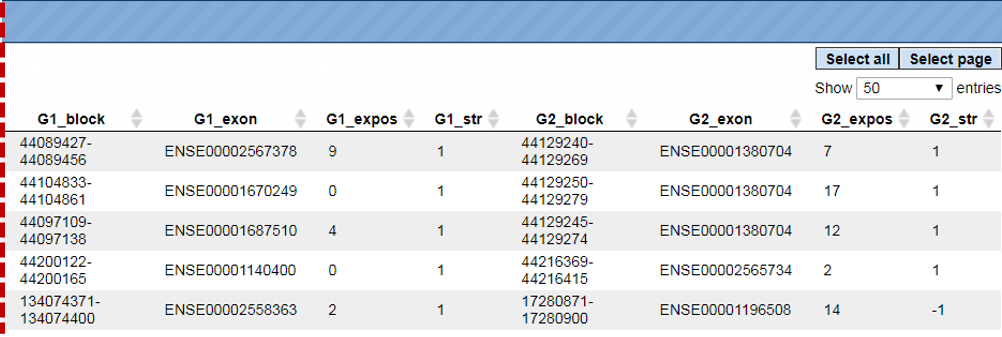 Select all Select page
Show 50 entries
G1_block G1_exon G1_expos G1_str G2_block G2_exon G2_expos G2_str
44089427- 44129240-
ENSE00002567378 9 1 ENSE00001380704 7 1
44089456 44129269
44104833- 44129250-
ENSE00001670249 0 1 ENSE00001380704 17 1
44104861 44129279
44097109- 44129245-
ENSE00001687510 4 1 ENSE00001380704 12 1
44097138 44129274
44200122- 44216369-
ENSE00001140400 0 1 ENSE00002565734 2 1
44200165 44216415
134074371- 17280871-
ENSE00002558363 2 1 ENSE00001196508 14 -1
134074400 17280900